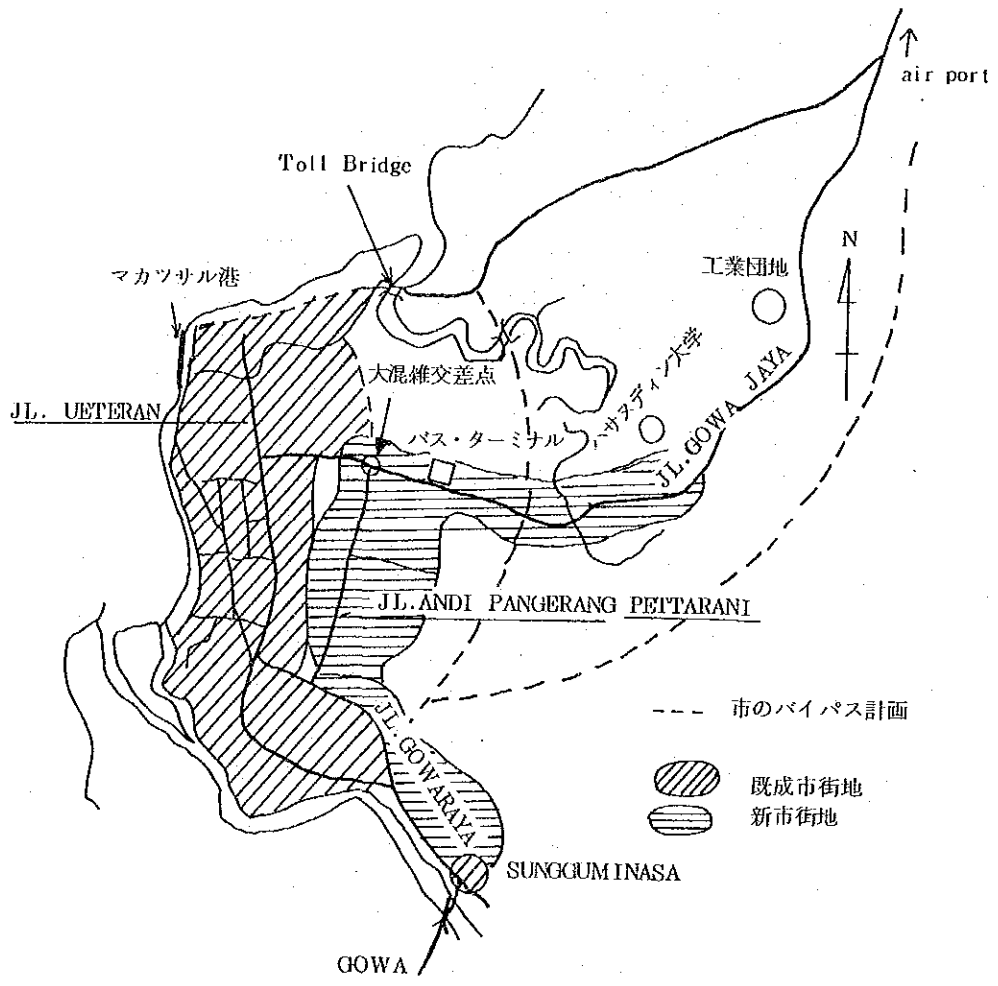 air port
Toll Bridge
N
工業団地
マカツサル港
大混雑交差点
ハサヌディン大学
JL. UETERAN
バス・ターミナル
JL.GOWA JAYA
JL.ANDI PANGERANG PETTARANI
市のバイパス計画
JL.GOWARAYA
既成市街地
新市街地
SUNGGUMINASA
GOWA